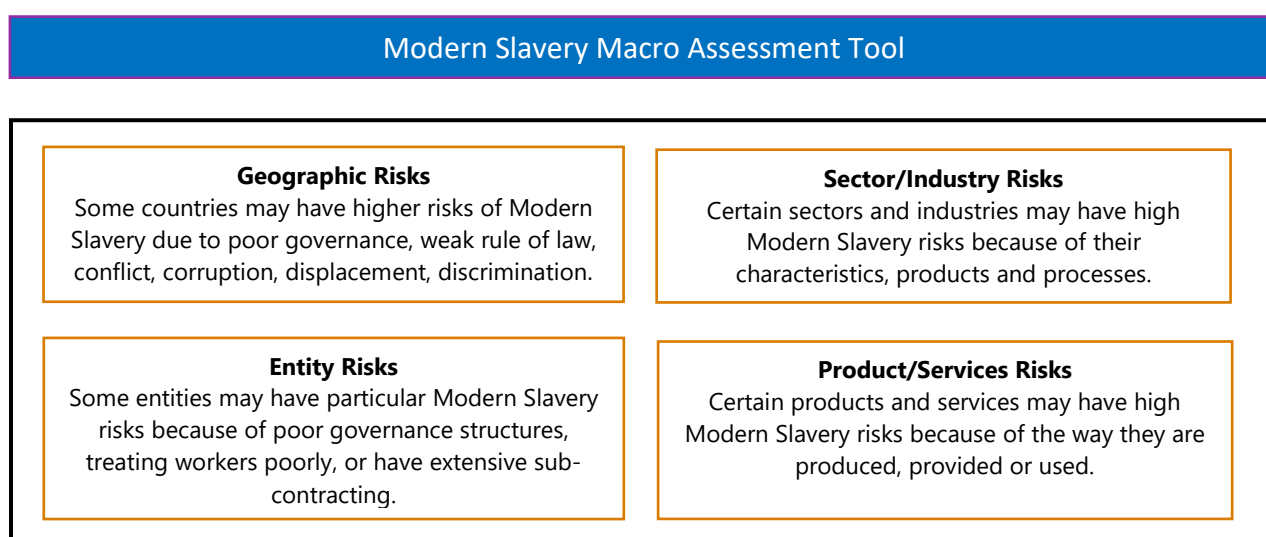 Modern Slavery Macro Assessment Tool
Geographic Risks
Some countries may have higher risks of Modern
Slavery due to poor governance, weak rule of law,
conflict, corruption, displacement, discrimination.
Sector/Industry Risks
Certain sectors and industries may have high
Modern Slavery risks because of their
characteristics, products and processes.
Entity Risks
Some entities may have particular Modern Slavery
risks because of poor governance structures,
treating workers poorly, or have extensive sub-
contracting.
Product/Services Risks
Certain products and services may have high
Modern Slavery risks because of the way they are
produced, provided or used.